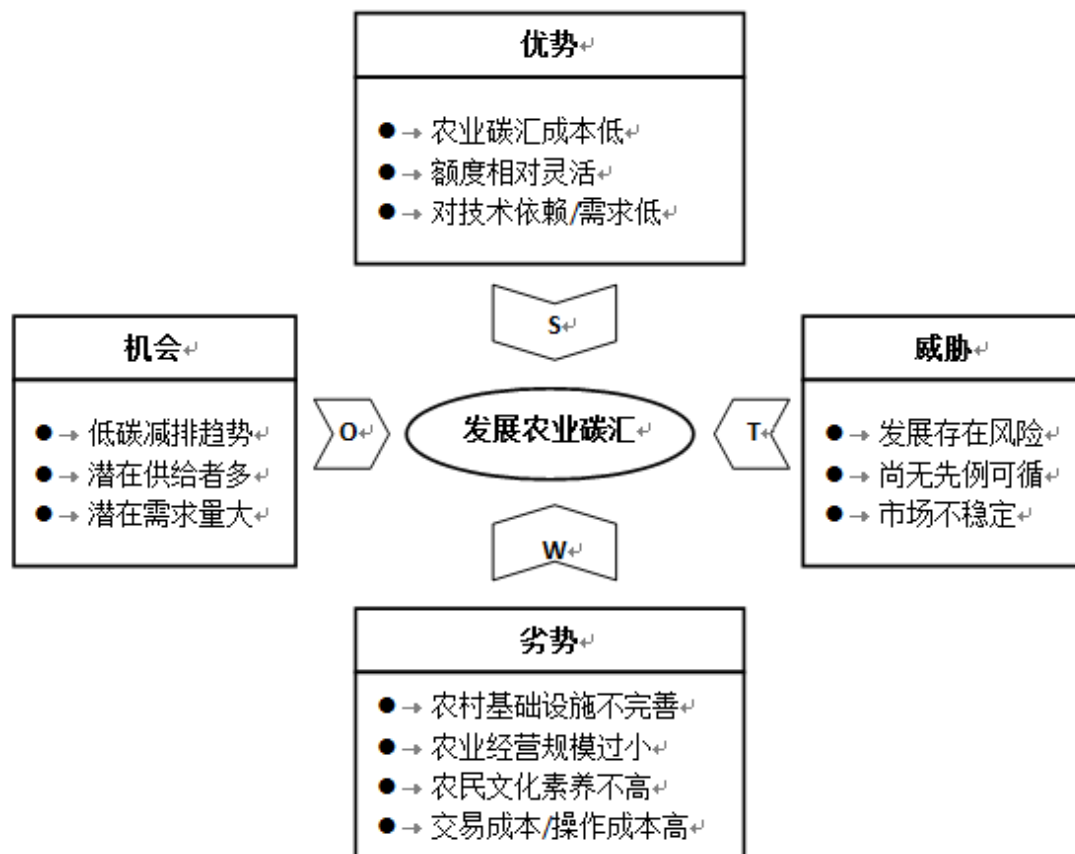 优势
农业碳汇成本低
额度相对灵活
对技术依赖/需求低
S
机会
低碳减排趋势
潜在供给者多
潜在需求量大
O
发展农业碳汇
T
威胁
发展存在风险
尚无先例可循
市场不稳定
W
劣势
农村基础设施不完善
农业经营规模过小
农民文化素养不高
交易成本/操作成本高